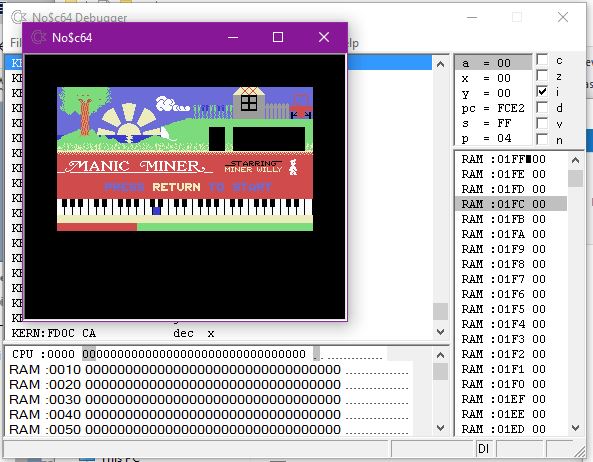 No$c64 Debugger
No$c64
MANIC MINER
STARRING
MINER WILLY
PRESS RETURN TO START
KERN:FD0C CA dec x
CPU :0000 00000000000000000000000000000000
RAM :0010 00000000000000000000000000000000 ................
RAM :0020 00000000000000000000000000000000 ................
RAM :0030 00000000000000000000000000000000 ................
RAM :0040 00000000000000000000000000000000 ................
RAM :0050 00000000000000000000000000000000 ................
a = 00 c
x = 00 z
y = 00 i
pc = FCE2 d
s = FF v
p = 04 n
RAM :01FF 00
RAM :01FE 00
RAM :01FD 00
RAM :01FC 00
RAM :01FB 00
RAM :01FA 00
RAM :01F9 00
RAM :01F8 00
RAM :01F7 00
RAM :01F6 00
RAM :01F5 00
RAM :01F4 00
RAM :01F3 00
RAM :01F2 00
RAM :01F1 00
RAM :01F0 00
RAM :01EF 00
RAM :01EE 00
RAM :01ED 00
DI
This PC